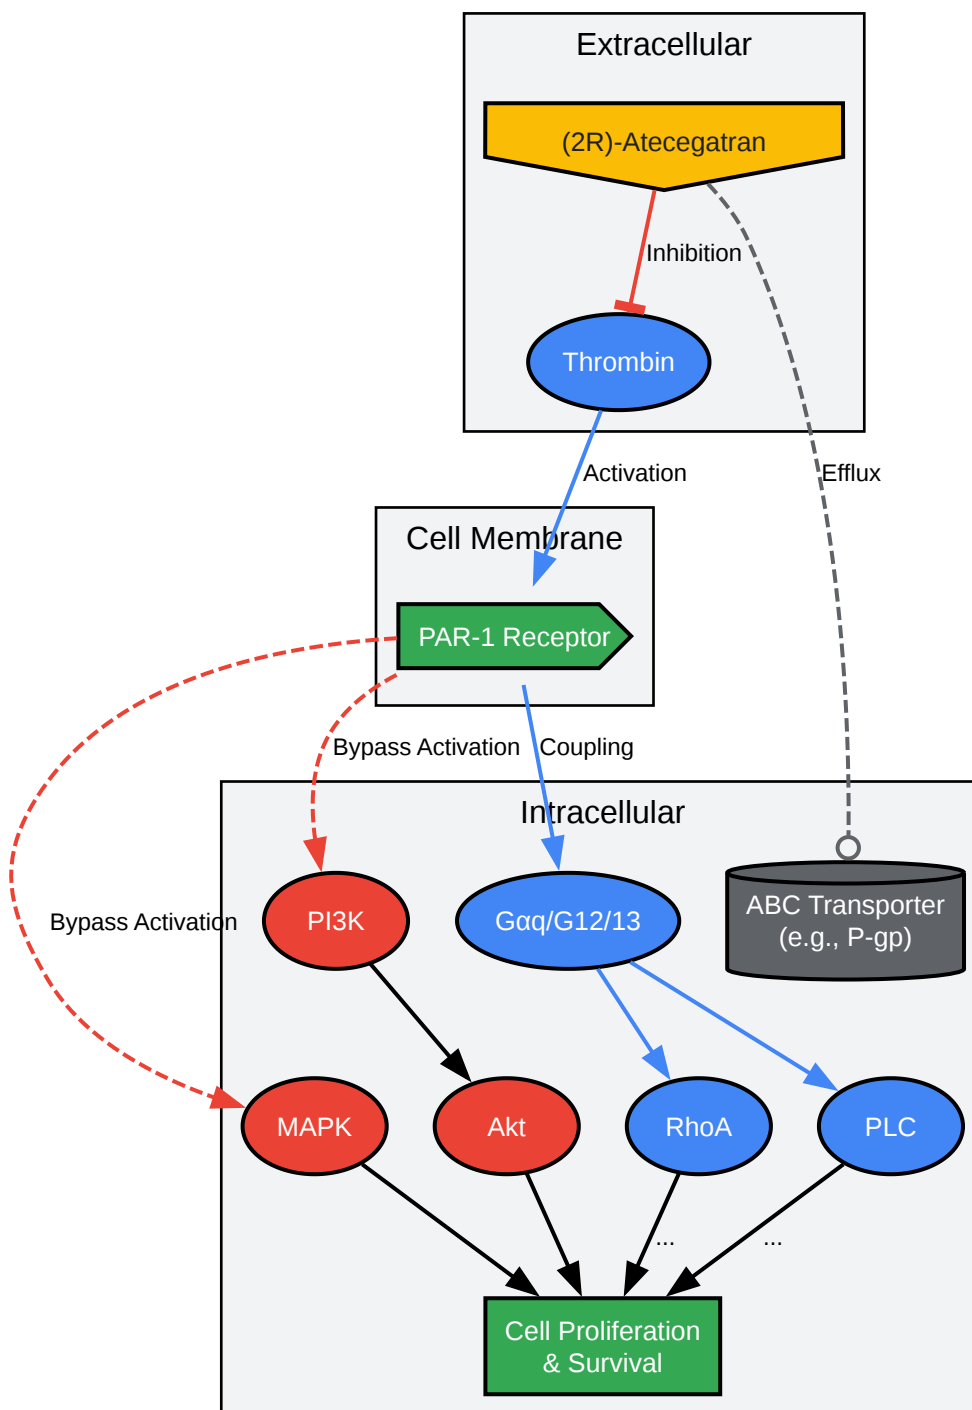 Extracellular
(2R)-Atecegatran
Inhibition
Thrombin
Activation
Efflux
Cell Membrane
PAR-1 Receptor
Bypass Activation
Coupling
Intracellular
ABC Transporter
(e.g., P-gp)
PI3K
Gαq/G12/13
Bypass Activation
MAPK
Akt
RhoA
PLC
...
...
Cell Proliferation
& Survival